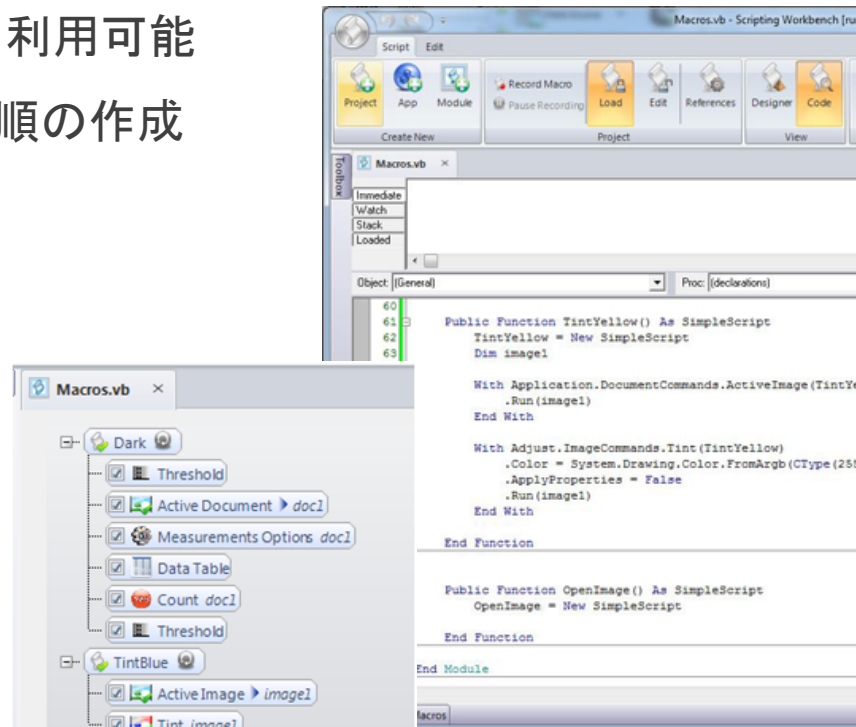 利用可能
順の作成
Macros.vb - Scripting Workbench [ru
Script Edit
Project App Module Record Macro Pause Recording Load Edit References Designer Code
Create New Project View
Toolbox
Macros.vb ×
Immediate
Watch
Stack
Loaded
Object: (General) Proc: (declarations)
60
61 Public Function TintYellow() As SimpleScript
62 TintYellow = New SimpleScript
63 Dim image1
With Application.DocumentCommands.ActiveImage(TintYe
.Run(image1)
End With
With Adjust.ImageCommands.Tint(TintYellow)
.Color = System.Drawing.Color.FromArgb(CType(255
.ApplyProperties = False
.Run(image1)
End With
End Function
Public Function OpenImage() As SimpleScript
OpenImage = New SimpleScript
End Function
End Module
Macros
Macros.vb ×
Dark
Threshold
Active Document doc1
Measurements Options doc1
Data Table
Count doc1
Threshold
TintBlue
Active Image image1
Tint image1